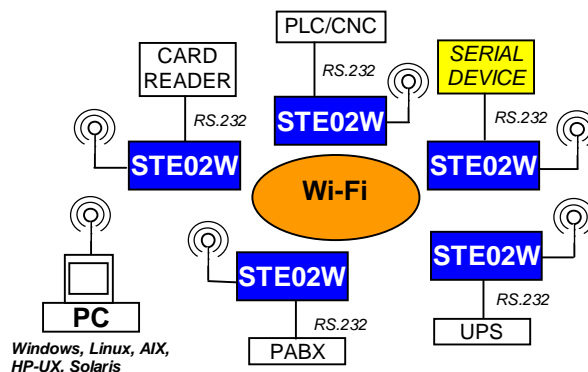 PLC/CNC
CARD
READER
SERIAL
DEVICE
RS.232
RS.232
RS.232
STE02W
STE02W
STE02W
Wi-Fi
STE02W
STE02W
PC
RS.232
RS.232
PABX
UPS
Windows, Linux, AIX,
HP-UX, Solaris